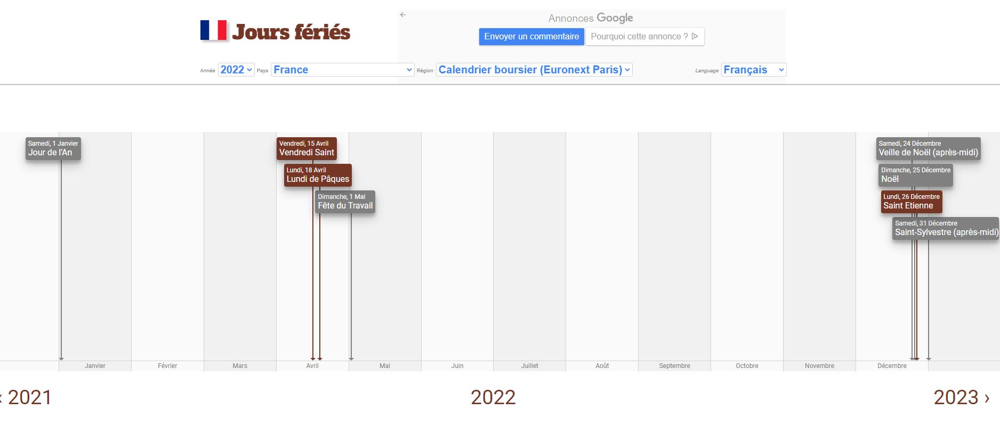 Jours fériés
←
Annonces Google
Envoyer un commentaire
Pourquoi cette annonce ?
Année 2022 Pays France Région Calendrier boursier (Euronext Paris) Language Français
Samedi, 1 Janvier
Jour de l'An
Vendredi, 15 Avril
Vendredi Saint
Lundi, 18 Avril
Lundi de Pâques
Dimanche, 1 Mai
Fête du Travail
Samedi, 24 Décembre
Veille de Noël (après-midi)
Dimanche, 25 Décembre
Noël
Lundi, 26 Décembre
Saint Etienne
Samedi, 31 Décembre
Saint-Sylvestre (après-midi)
Janvier Février Mars Avril Mai Juin Juillet Août Septembre Octobre Novembre Décembre
‹ 2021 2022 2023 ›